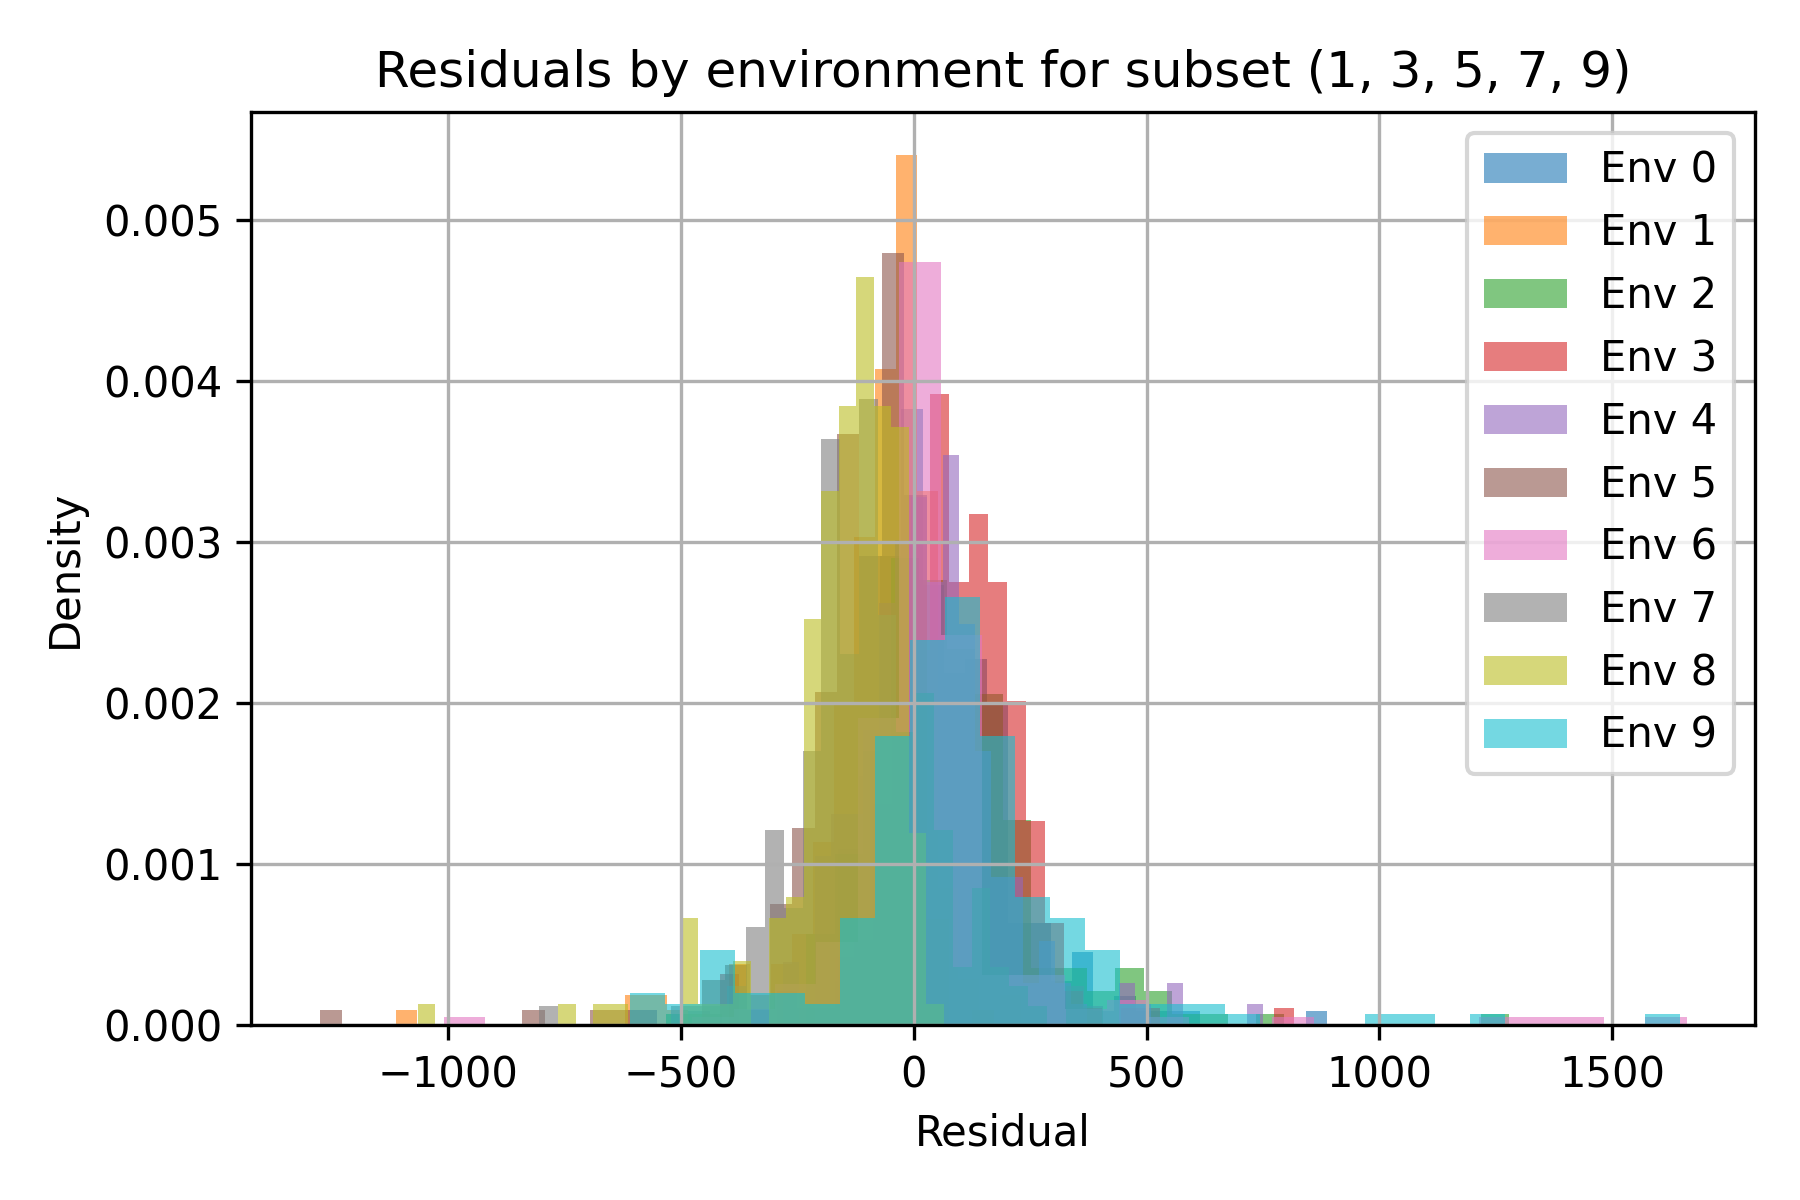 Residuals by environment for subset (1, 3, 5, 7, 9)
Density
0.005
0.004
0.003
0.002
0.001
0.000
−1000
−500
0
500
1000
1500
Residual
Env 0
Env 1
Env 2
Env 3
Env 4
Env 5
Env 6
Env 7
Env 8
Env 9